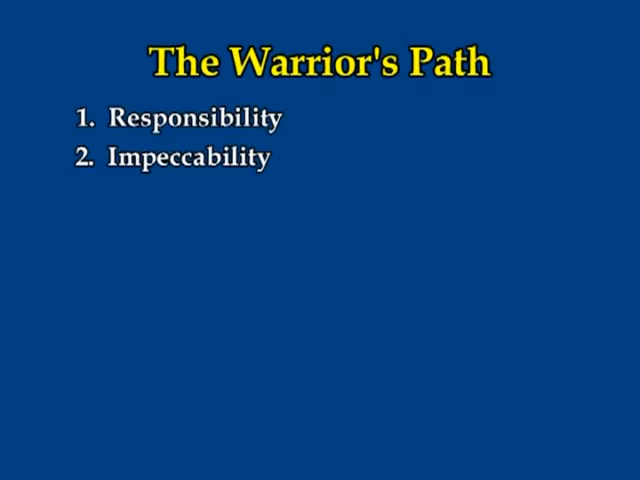 The Warrior's Path
1. Responsibility
2. Impeccability